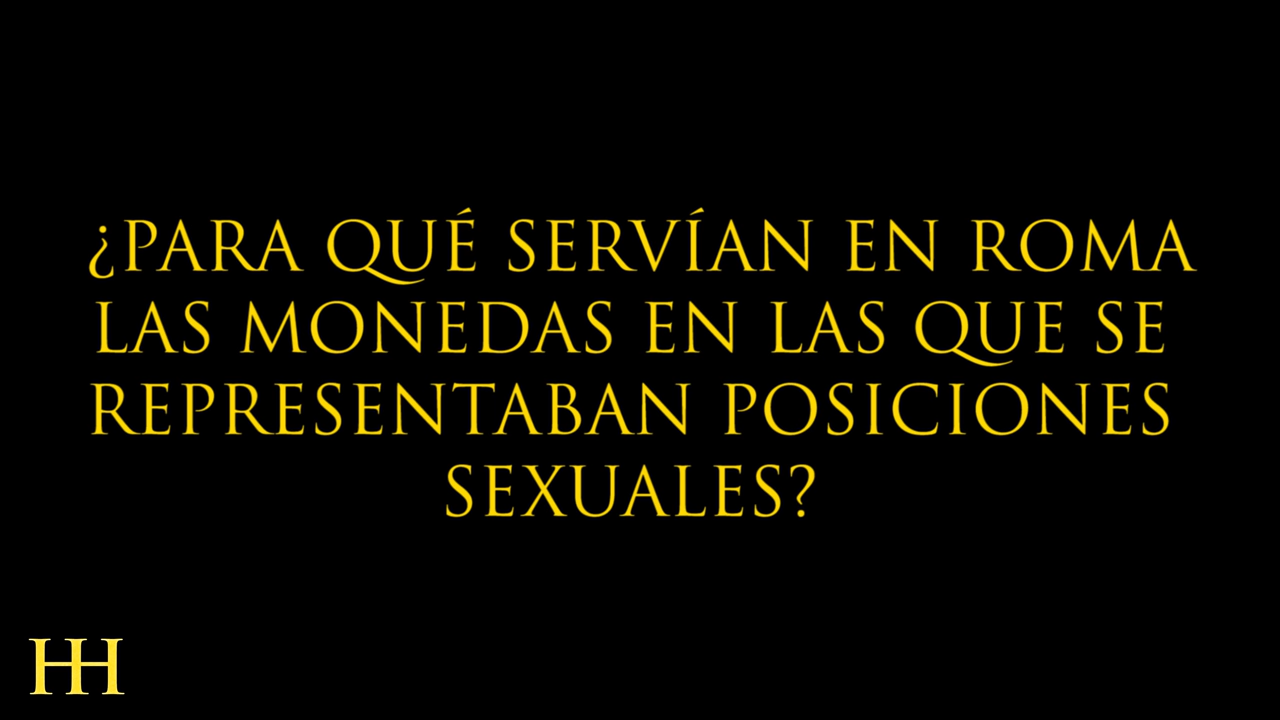 ¿PARA QUÉ SERVÍAN EN ROMA
LAS MONEDAS EN LAS QUE SE
REPRESENTABAN POSICIONES
SEXUALES?
HH